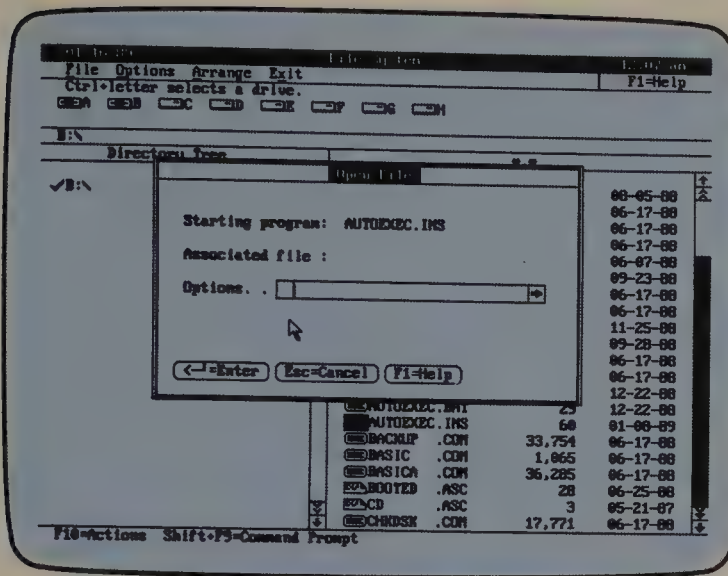 File Options Arrange Exit
F1=Help
Ctrl+letter selects a drive.
A B C D E F G H
B:\
Directory Tree
*.*
✓B:\
Open File
Starting program: AUTOEXEC.IMS
Associated file :
Options. .
←┘=Enter Esc=Cancel F1=Help
06-17-88
06-17-88
06-17-88
06-07-88
09-23-88
06-17-88
06-17-88
11-25-88
09-28-88
06-17-88
06-17-88
12-22-88
AUTOEXEC.BAT 29 12-22-88
AUTOEXEC.IMS 60 01-08-89
BACKUP .COM 33,754 06-17-88
BASIC .COM 1,065 06-17-88
BASICA .COM 36,285 06-17-88
BOOTED .ASC 28 06-25-88
CD .ASC 3 05-21-87
CHKDSK .COM 17,771 06-17-88
F10=Actions Shift+F9=Command Prompt